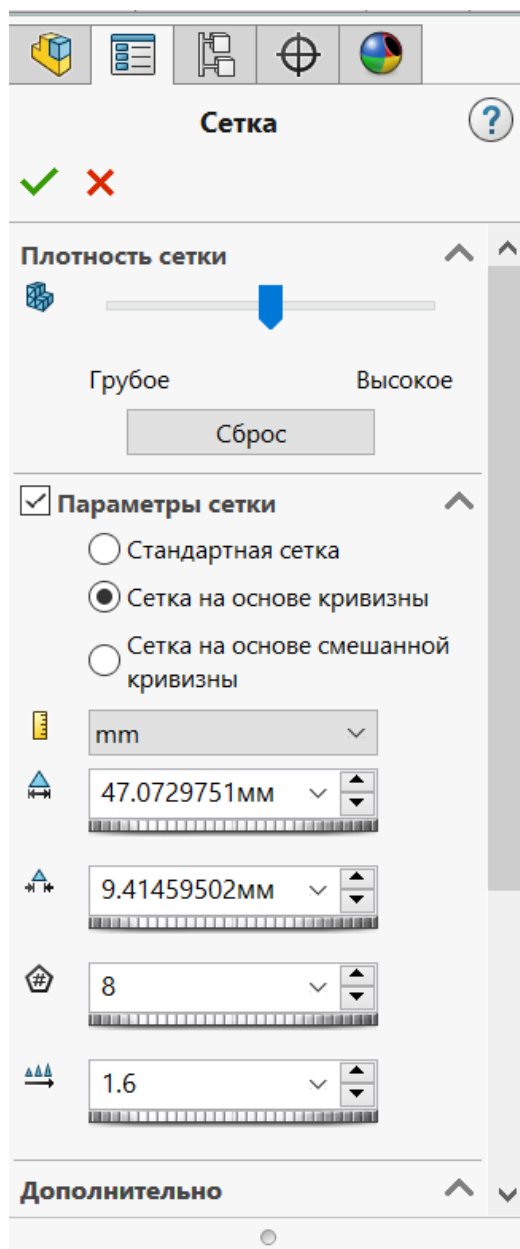 Сетка
?
Плотность сетки
Грубое Высокое
Сброс
Параметры сетки
Стандартная сетка
Сетка на основе кривизны
Сетка на основе смешанной
кривизны
mm
47.0729751мм
9.41459502мм
#
8
1.6
Дополнительно